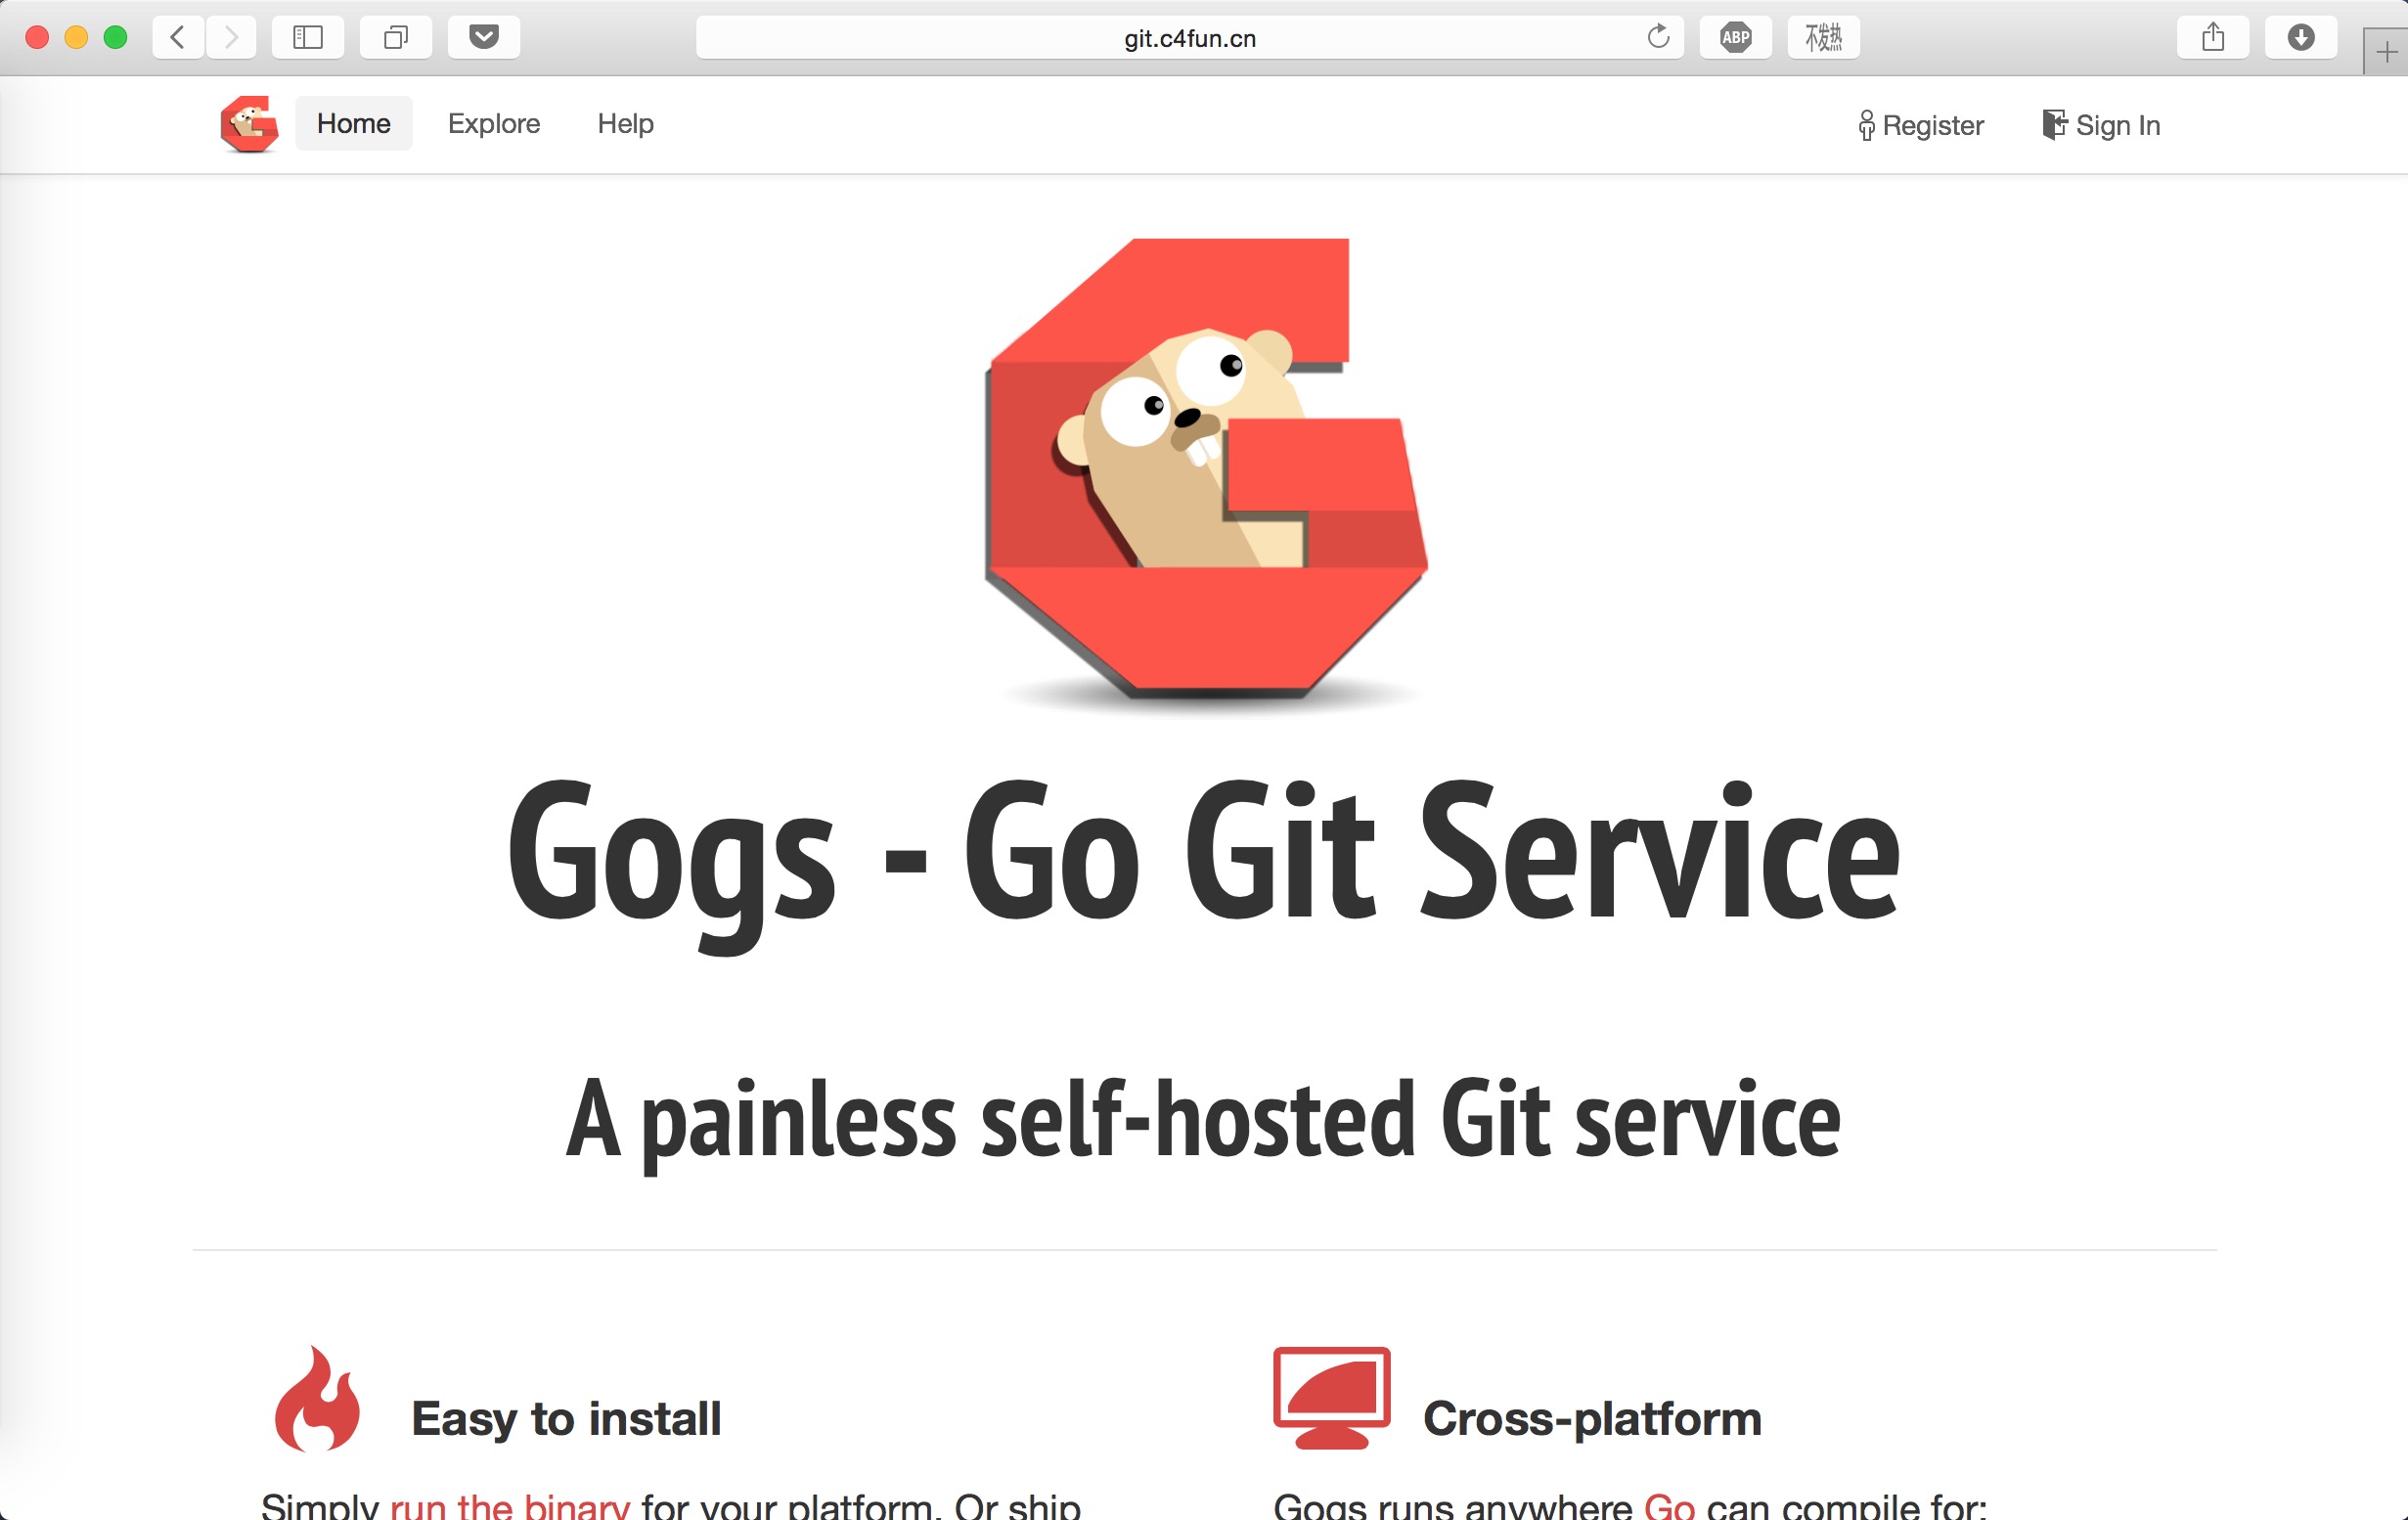 git.c4fun.cn
ABP
不发热
Home Explore Help Register Sign In
Gogs - Go Git Service
A painless self-hosted Git service
Easy to install
Cross-platform
Simply run the binary for your platform. Or ship
Gogs runs anywhere Go can compile for: